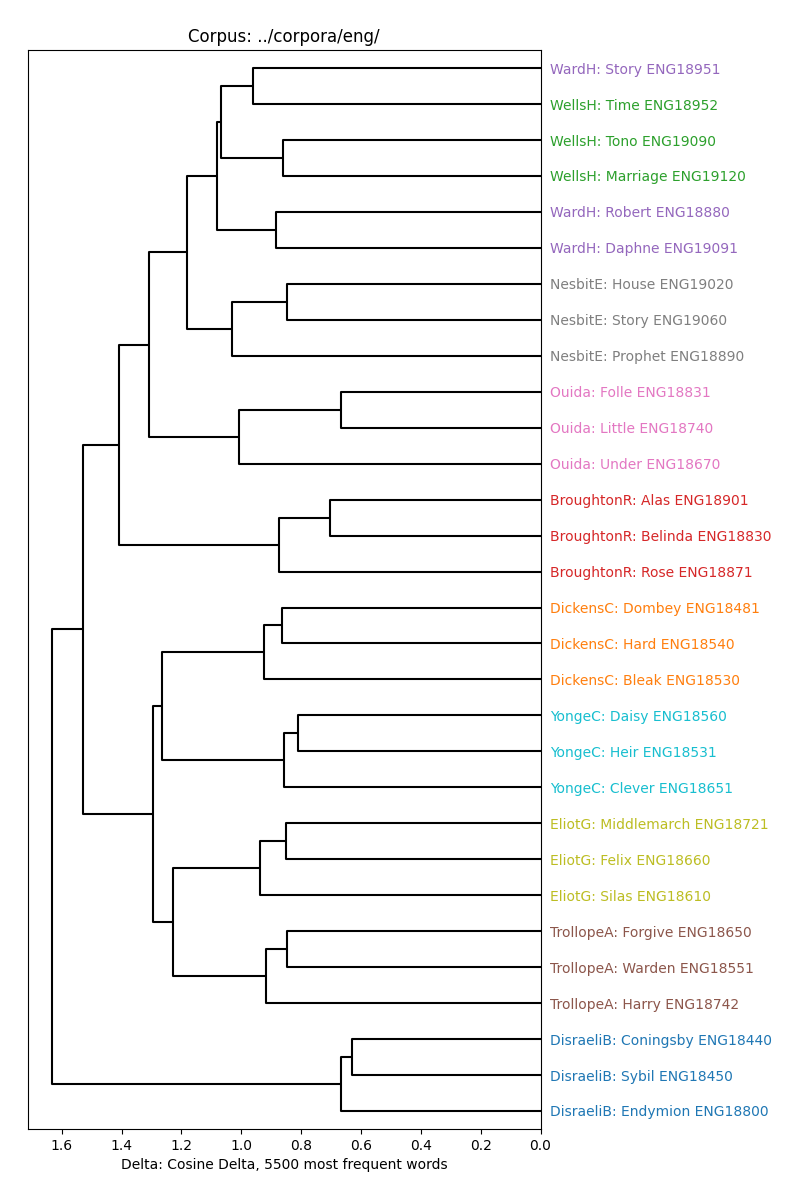 Corpus: ../corpora/eng/
WardH: Story ENG18951
WellsH: Time ENG18952
WellsH: Tono ENG19090
WellsH: Marriage ENG19120
WardH: Robert ENG18880
WardH: Daphne ENG19091
NesbitE: House ENG19020
NesbitE: Story ENG19060
NesbitE: Prophet ENG18890
Ouida: Folle ENG18831
Ouida: Little ENG18740
Ouida: Under ENG18670
BroughtonR: Alas ENG18901
BroughtonR: Belinda ENG18830
BroughtonR: Rose ENG18871
DickensC: Dombey ENG18481
DickensC: Hard ENG18540
DickensC: Bleak ENG18530
YongeC: Daisy ENG18560
YongeC: Heir ENG18531
YongeC: Clever ENG18651
EliotG: Middlemarch ENG18721
EliotG: Felix ENG18660
EliotG: Silas ENG18610
TrollopeA: Forgive ENG18650
TrollopeA: Warden ENG18551
TrollopeA: Harry ENG18742
DisraeliB: Coningsby ENG18440
DisraeliB: Sybil ENG18450
DisraeliB: Endymion ENG18800
1.6 1.4 1.2 1.0 0.8 0.6 0.4 0.2 0.0
Delta: Cosine Delta, 5500 most frequent words